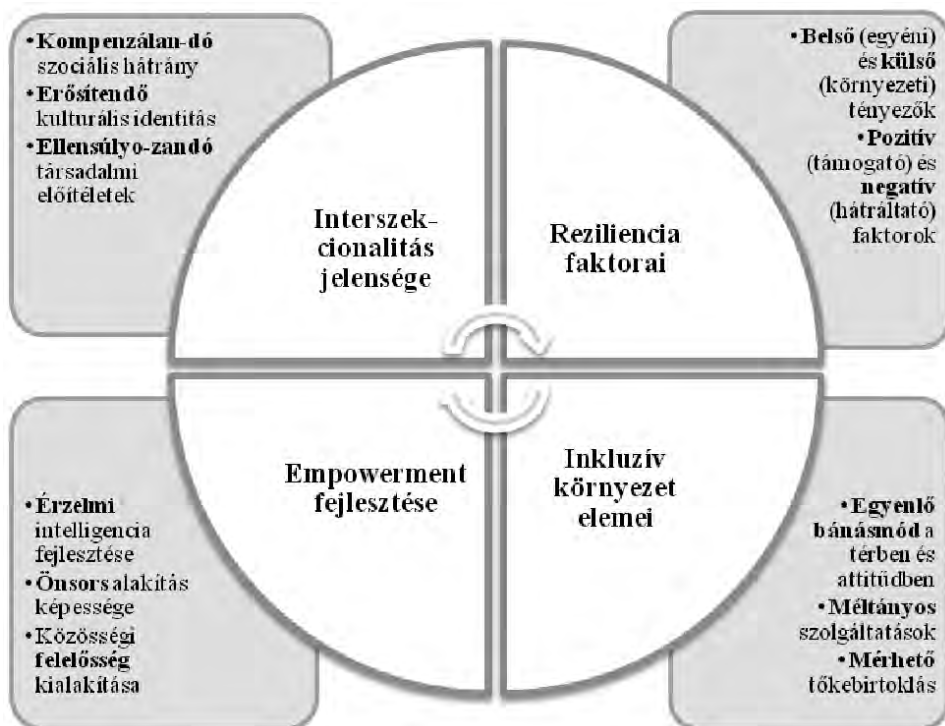 •Kompenzálan-dó
szociális hátrány
•Erősítendő
kulturális identitás
•Ellensúlyo-zandó
társadalmi
előítéletek
Interszek-
cionalitás
jelensége
•Belső (egyéni)
és külső
(környezeti)
tényezők
•Pozitív
(támogató) és
negatív
(hátráltató)
faktorok
Reziliencia
faktorai
•Érzelmi
intelligencia
fejlesztése
•Önsors alakítás
képessége
•Közösségi
felelősség
kialakítása
Empowerment
fejlesztése
Inkluzív
környezet
elemei
•Egyenlő
bánásmód a
térben és
attitűdben
•Méltányos
szolgáltatások
•Mérhető
tőkebirtoklás